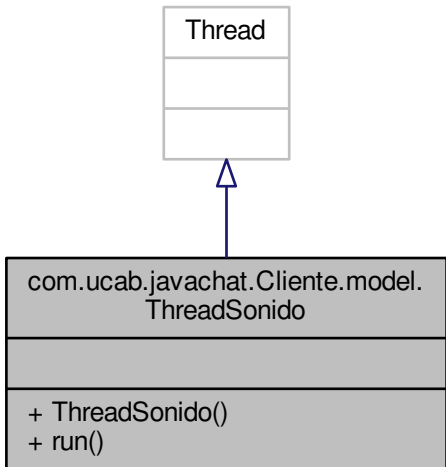 Thread
com.ucab.javachat.Cliente.model.
ThreadSonido
+ ThreadSonido()
+ run()